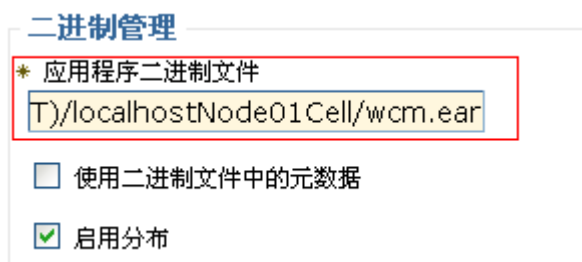 二进制管理
* 应用程序二进制文件
T)/localhostNode01Cell/wcm.ear
使用二进制文件中的元数据
启用分布